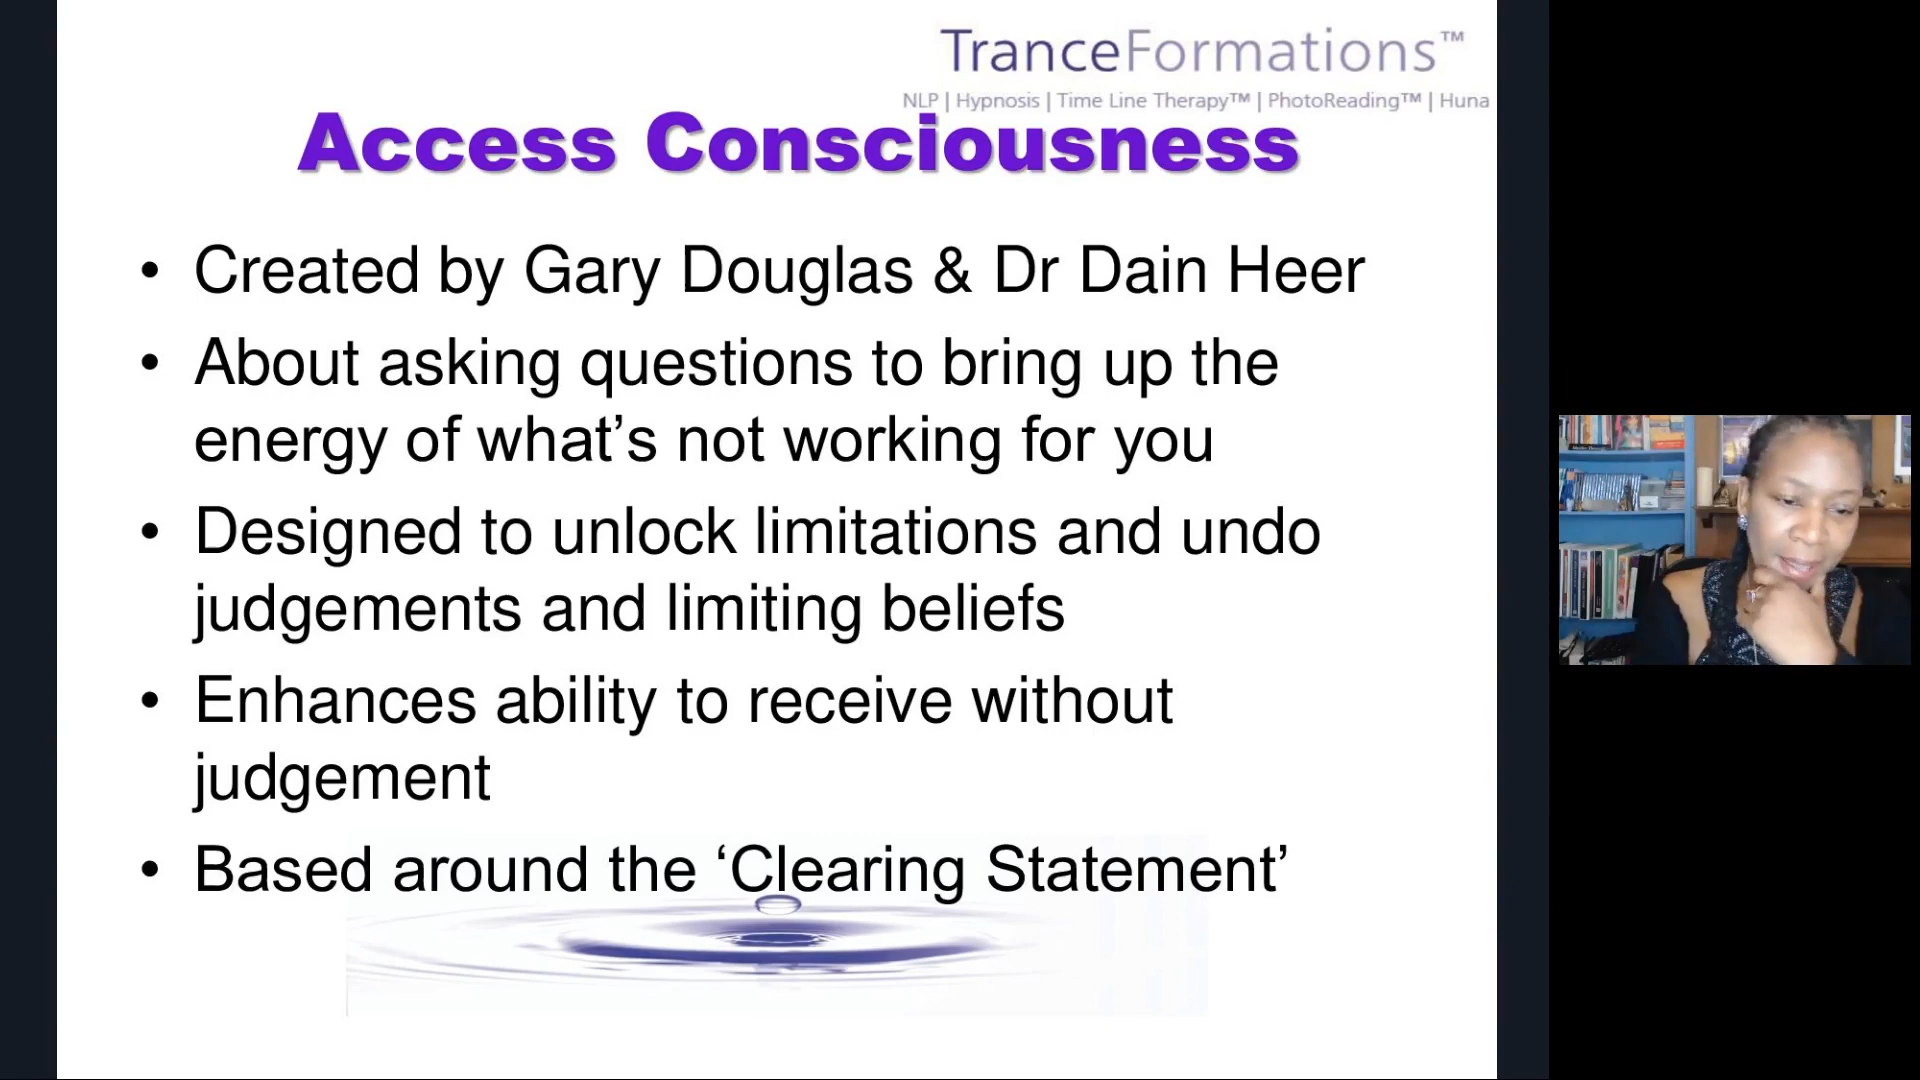 TranceFormations™
NLP | Hypnosis | Time Line Therapy™ | PhotoReading™ | Huna
Access Consciousness
• Created by Gary Douglas & Dr Dain Heer
• About asking questions to bring up the
energy of what’s not working for you
• Designed to unlock limitations and undo
judgements and limiting beliefs
• Enhances ability to receive without
judgement
• Based around the ‘Clearing Statement’